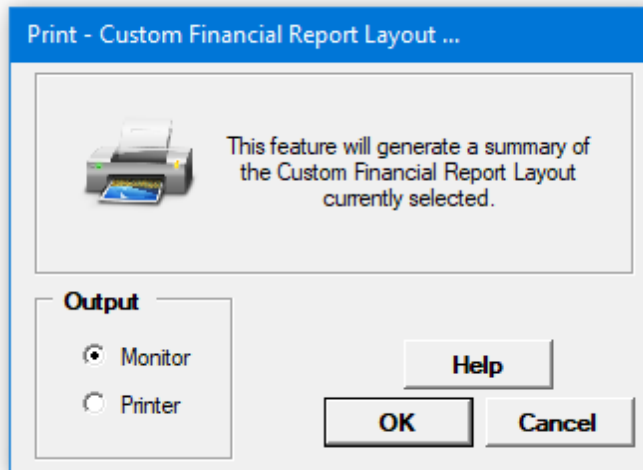 Print - Custom Financial Report Layout ...
This feature will generate a summary of
the Custom Financial Report Layout
currently selected.
Output
Monitor
Printer
Help
OK
Cancel